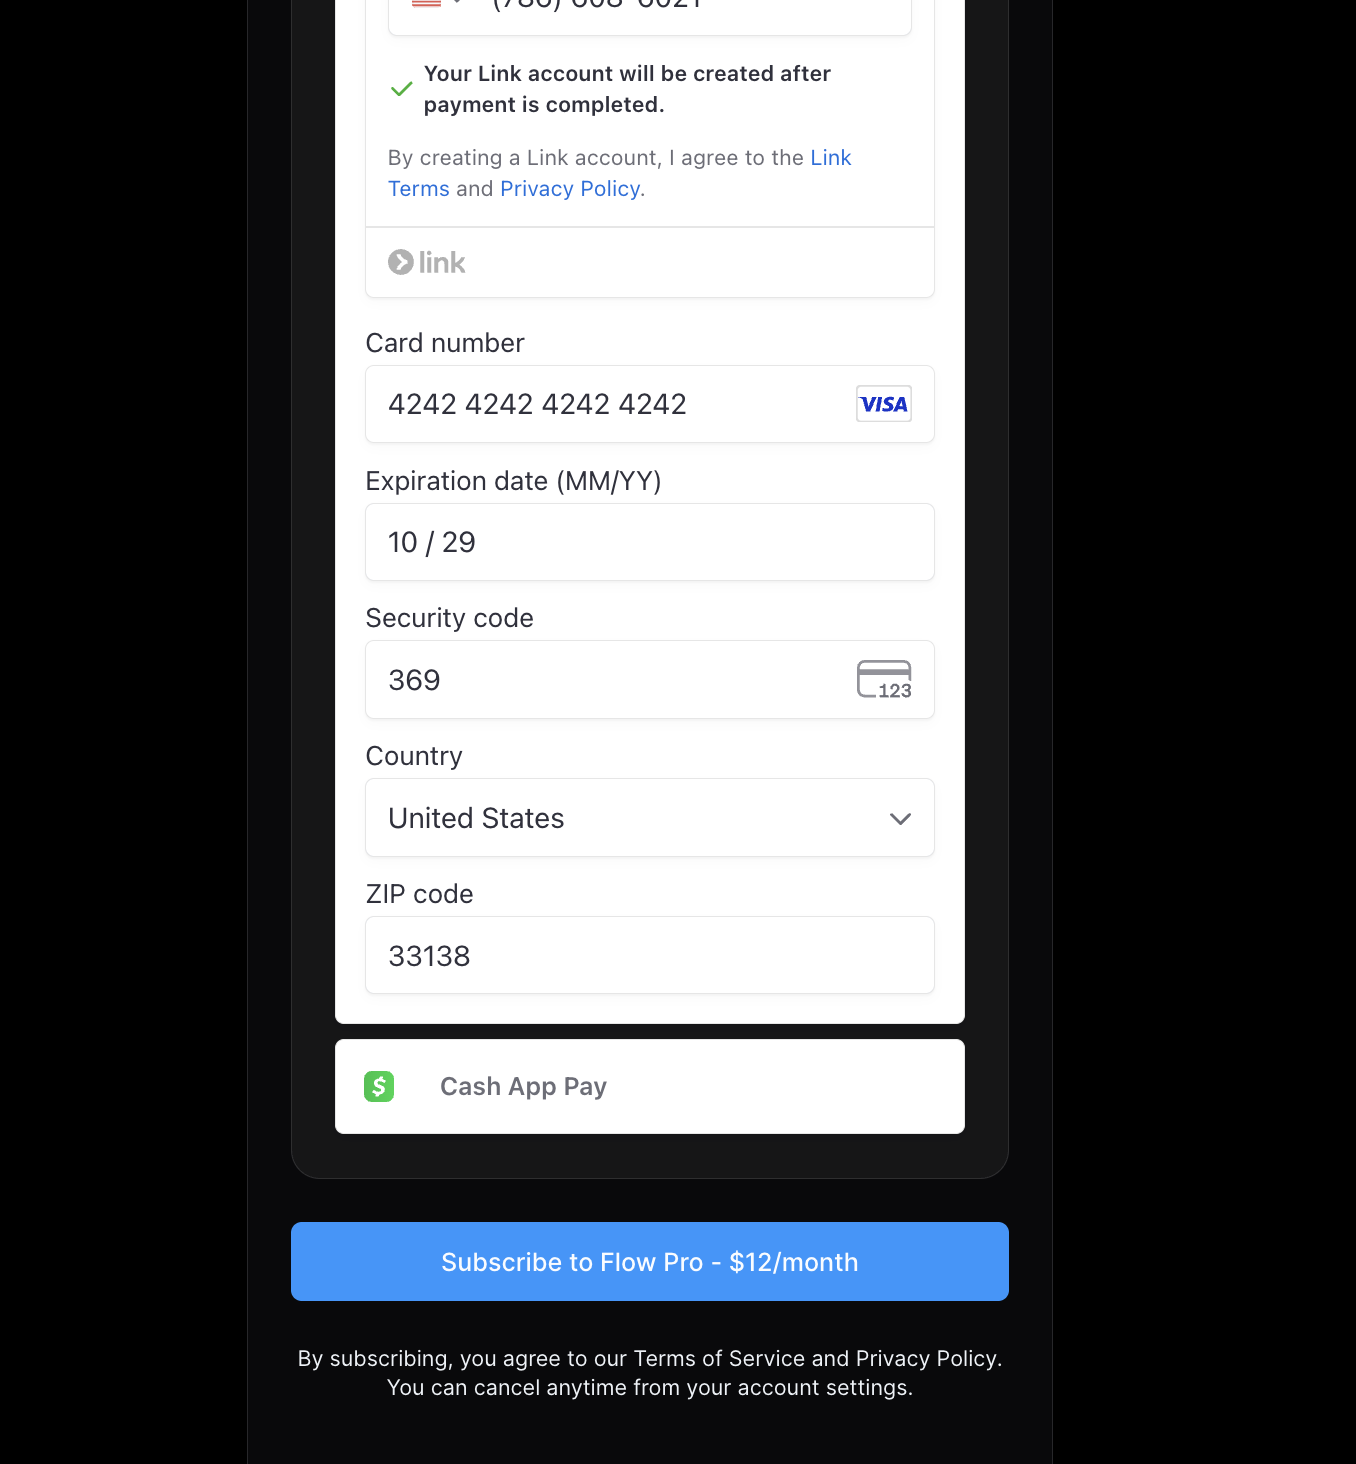 Your Link account will be created after
payment is completed.
By creating a Link account, I agree to the Link
Terms and Privacy Policy.
link
Card number
4242 4242 4242 4242
VISA
Expiration date (MM/YY)
10 / 29
Security code
369
123
Country
United States
ZIP code
33138
$
Cash App Pay
Subscribe to Flow Pro - $12/month
By subscribing, you agree to our Terms of Service and Privacy Policy.
You can cancel anytime from your account settings.